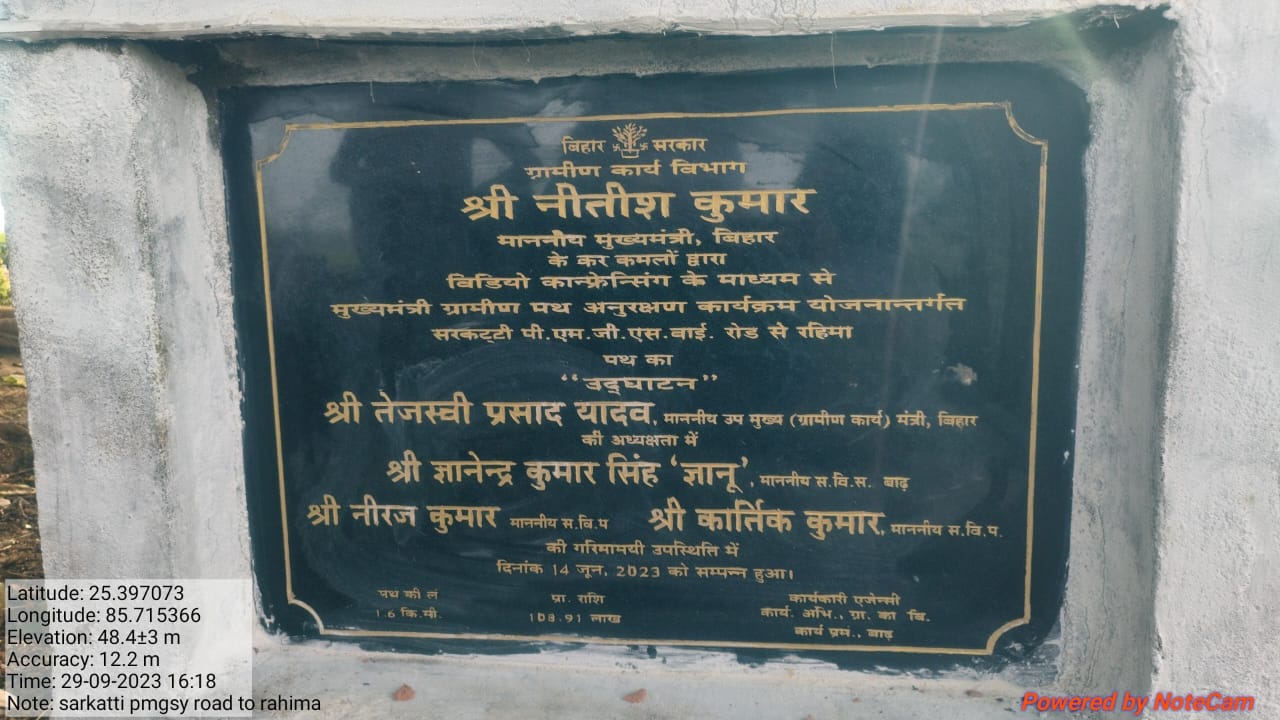 बिहार सरकार
ग्रामीण कार्य विभाग
श्री नीतीश कुमार
माननीय मुख्यमंत्री, बिहार
के कर कमलों द्वारा
विडियो कान्फ्रेन्सिंग के माध्यम से
मुख्यमंत्री ग्रामीण पथ अनुरक्षण कार्यक्रम योजनान्तर्गत
सरकट्टी पी.एम.जी.एस.वाई. रोड से रहिमा
पथ का
“उद्घाटन”
श्री तेजस्वी प्रसाद यादव, माननीय उप मुख्य (ग्रामीण कार्य) मंत्री, बिहार
की अध्यक्षता में
श्री ज्ञानेन्द्र कुमार सिंह ‘ज्ञानू’, माननीय स.वि.स. बाढ़
श्री नीरज कुमार माननीय स.वि.प श्री कार्तिक कुमार, माननीय स.वि.प.
की गरिमामयी उपस्थिति में
दिनांक 14 जून, 2023 को सम्पन्न हुआ।
पथ की लं प्रा. राशि कार्यकारी एजेन्सी
1.6 कि.मी. 108.91 लाख कार्य. अभि., ग्रा. का वि.
कार्य प्रम., बाढ़
Latitude: 25.397073
Longitude: 85.715366
Elevation: 48.4±3 m
Accuracy: 12.2 m
Time: 29-09-2023 16:18
Note: sarkatti pmgsy road to rahima
Powered by NoteCam